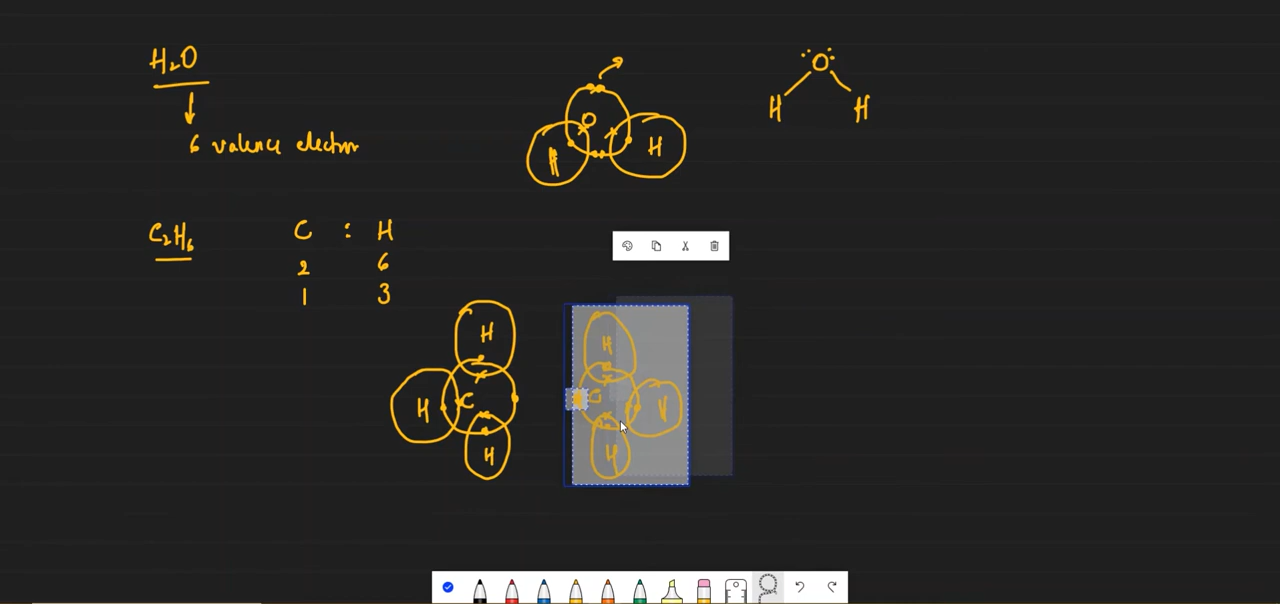 H₂O
6 valence electron
O
H H
O
H H
C₂H₆
C : H
2 6
1 3
H
H C
H
H
C H
H